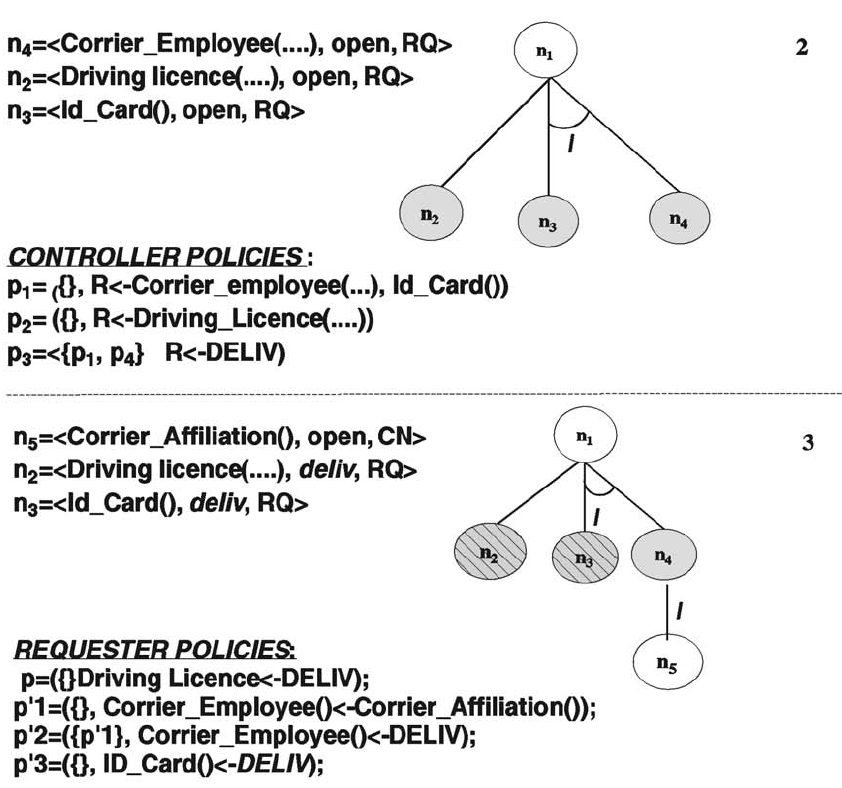 n₄=<Corrier_Employee(....), open, RQ>
n₂=<Driving licence(....), open, RQ>
n₃=<Id_Card(), open, RQ>
n₁
2
l
n₂
n₃
n₄
CONTROLLER POLICIES:
p₁= ({}, R<-Corrier_employee(...), Id_Card())
p₂= ({}, R<-Driving_Licence(....))
p₃=<{p₁, p₄} R<-DELIV)
n₅=<Corrier_Affiliation(), open, CN>
n₂=<Driving licence(....), deliv, RQ>
n₃=<Id_Card(), deliv, RQ>
n₁
3
l
n₂
n₃
n₄
l
n₅
REQUESTER POLICIES:
p=({}Driving Licence<-DELIV);
p'1=({}, Corrier_Employee()<-Corrier_Affiliation());
p'2=({p'1}, Corrier_Employee()<-DELIV);
p'3=({}, ID_Card()<-DELIV);